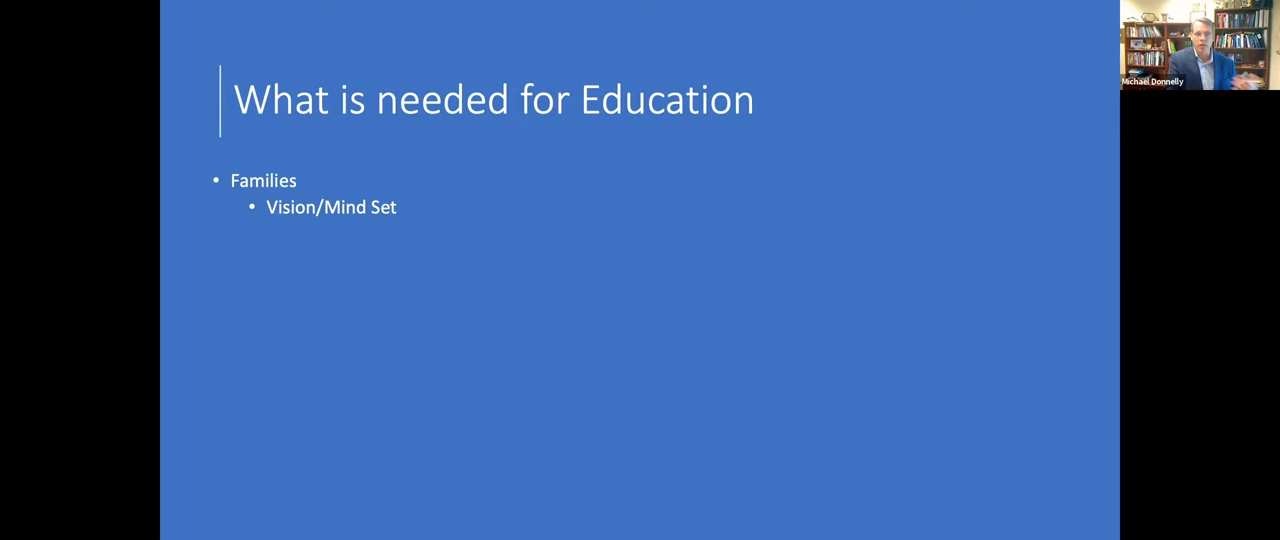 What is needed for Education
• Families
• Vision/Mind Set
Michael Donnelly